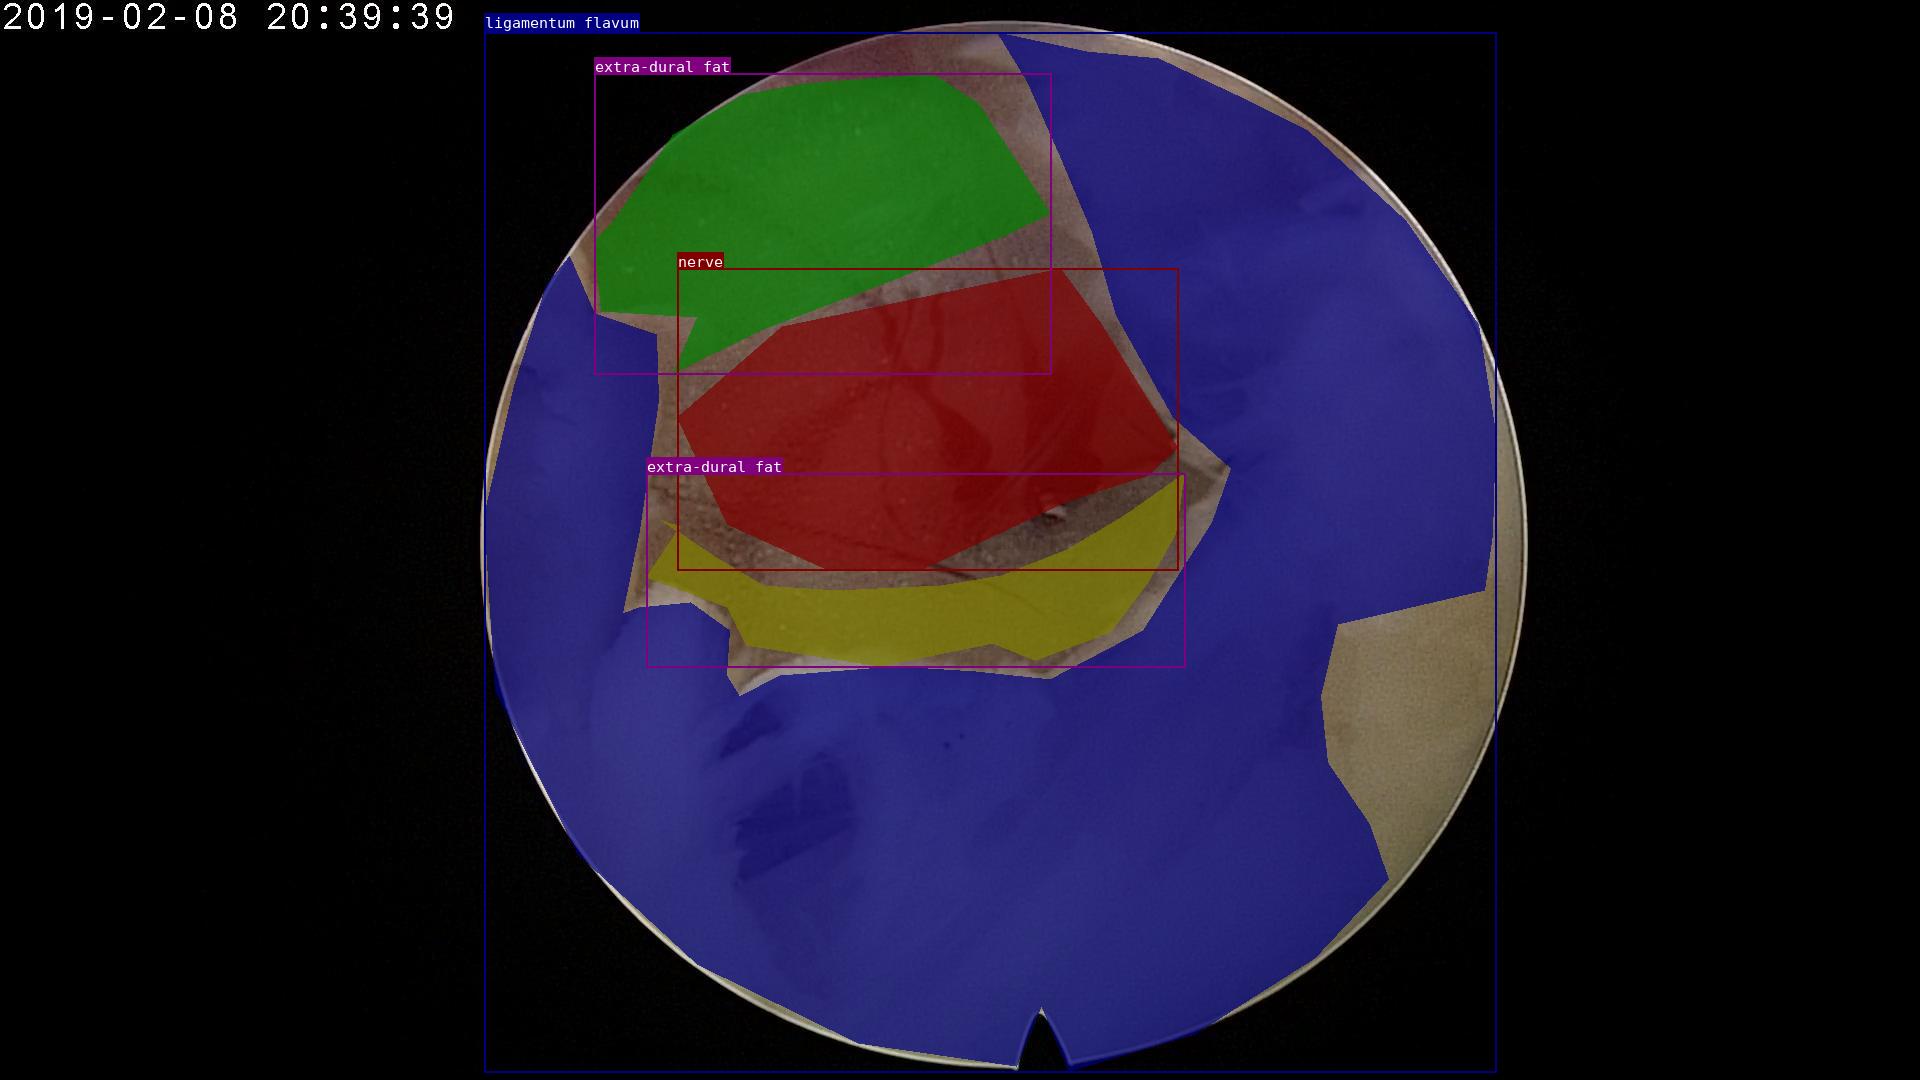 2019-02-08 20:39:39
ligamentum flavum
extra-dural fat
nerve
extra-dural fat